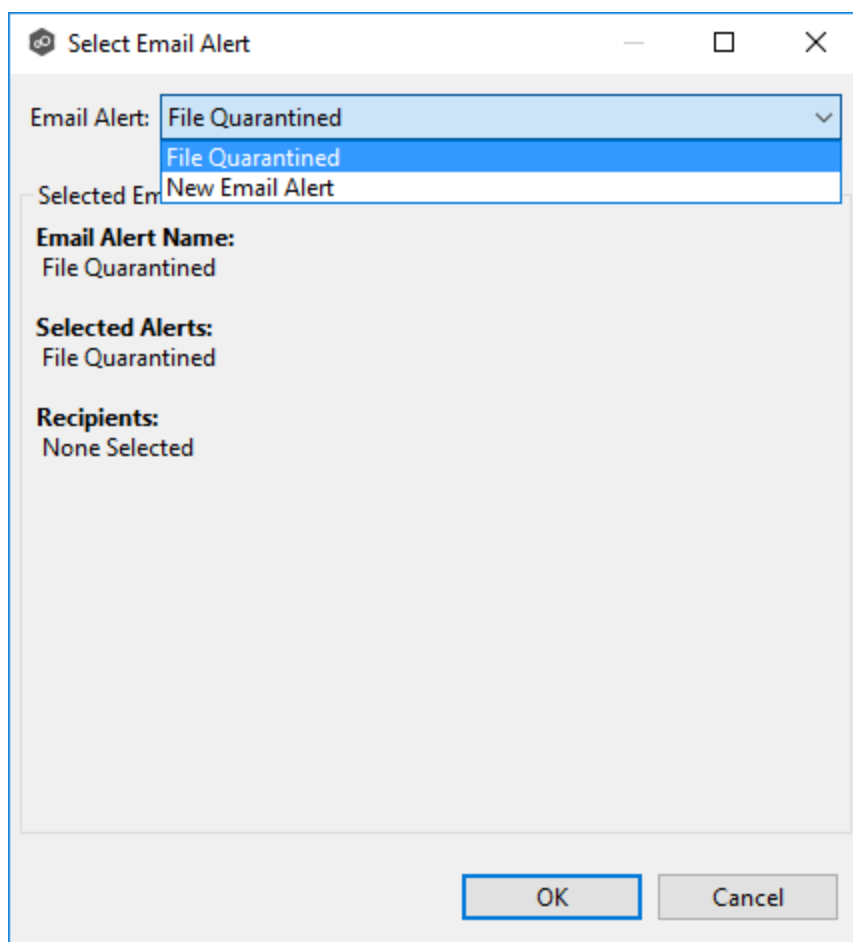 Select Email Alert
Email Alert: File Quarantined
File Quarantined
New Email Alert
Selected Em
Email Alert Name:
File Quarantined
Selected Alerts:
File Quarantined
Recipients:
None Selected
OK Cancel